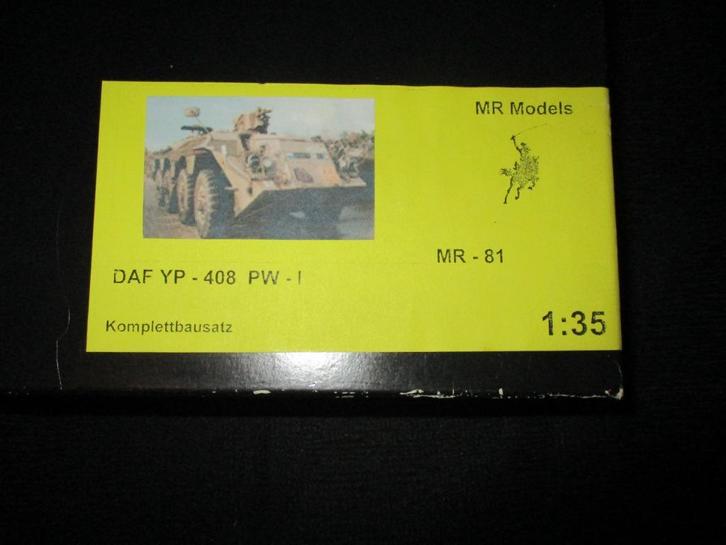 MR Models
MR - 81
DAF YP - 408 PW - I
Komplettbausatz
1:35